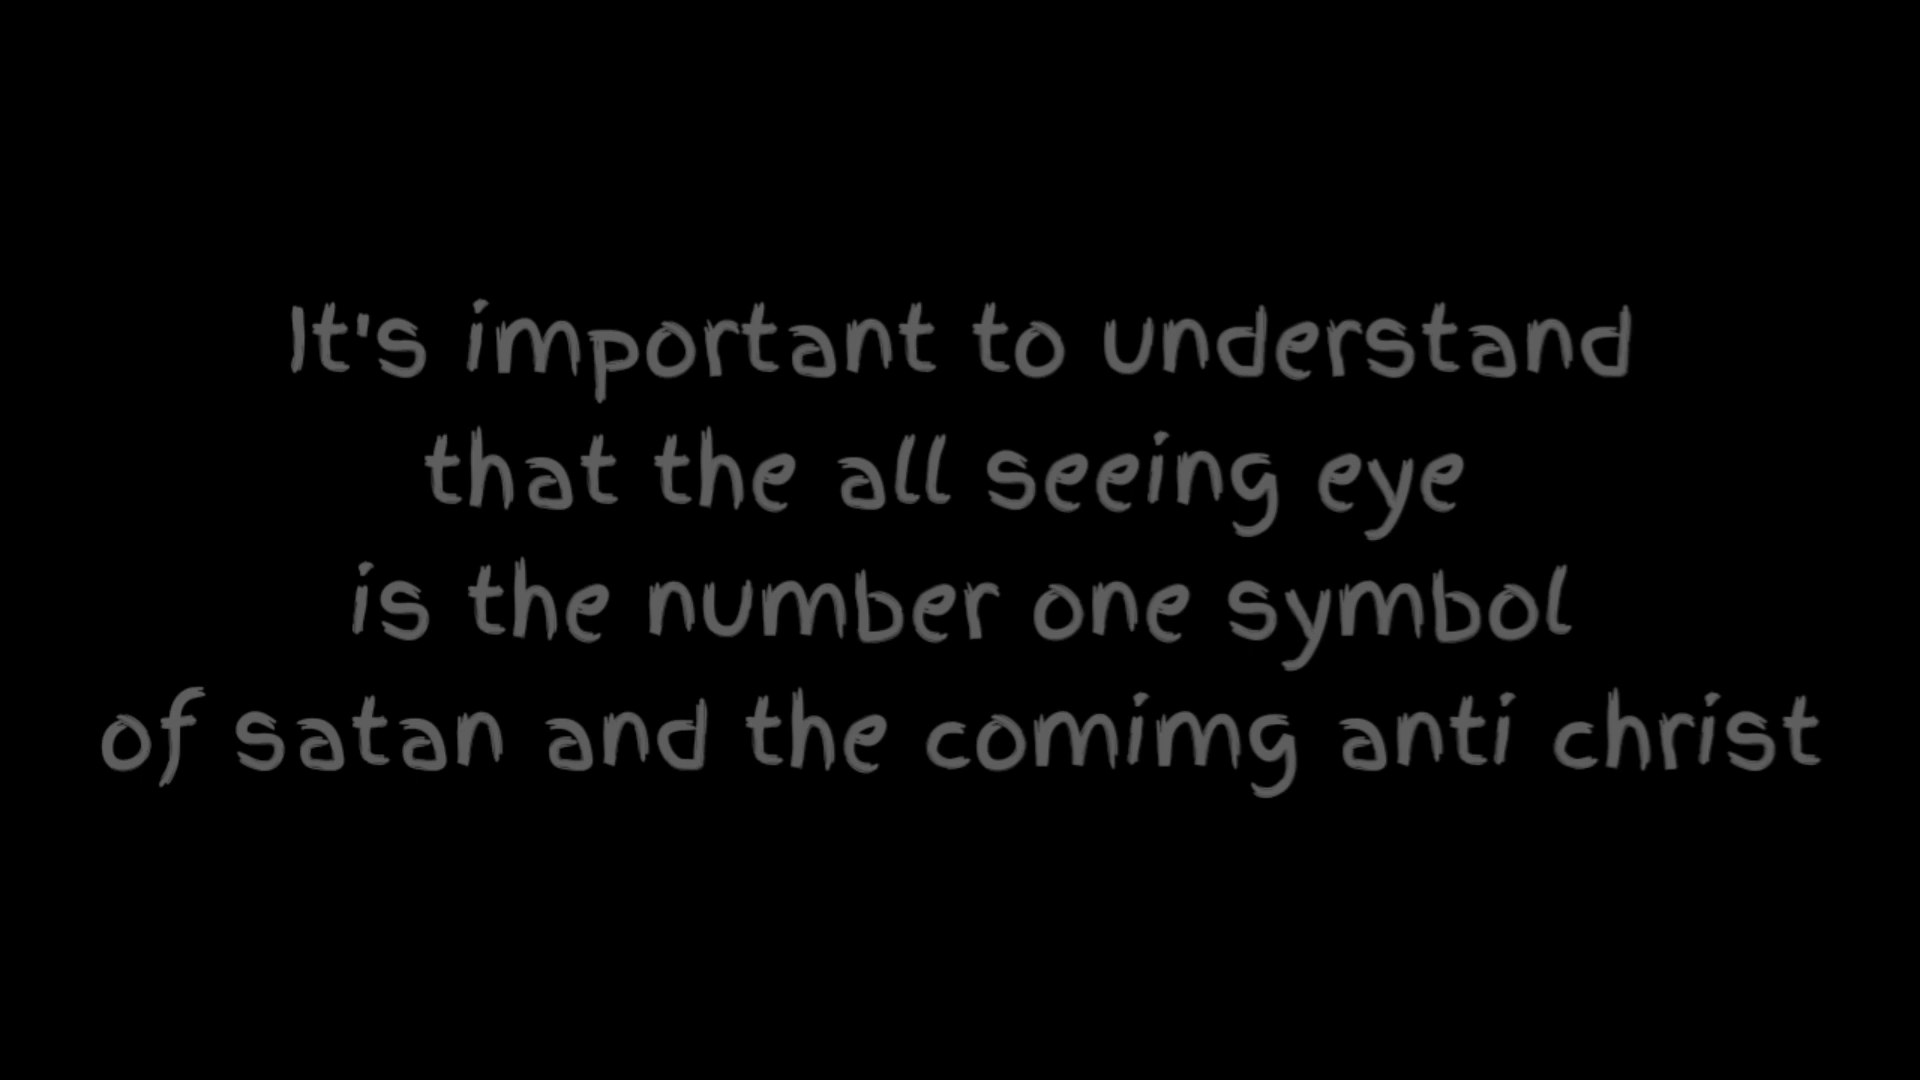 It's important to understand
that the all seeing eye
is the number one symbol
of satan and the comimg anti christ